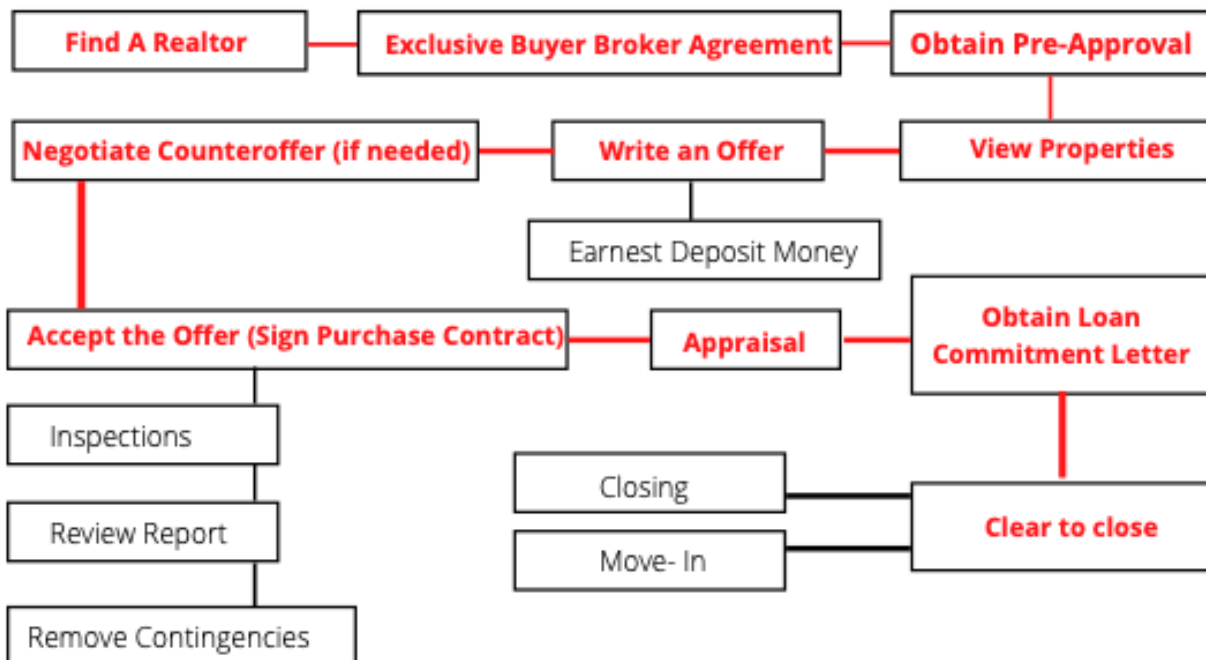 Find A Realtor
Exclusive Buyer Broker Agreement
Obtain Pre-Approval
Negotiate Counteroffer (if needed)
Write an Offer
View Properties
Earnest Deposit Money
Accept the Offer (Sign Purchase Contract)
Appraisal
Obtain Loan
Commitment Letter
Inspections
Review Report
Remove Contingencies
Closing
Move- In
Clear to close